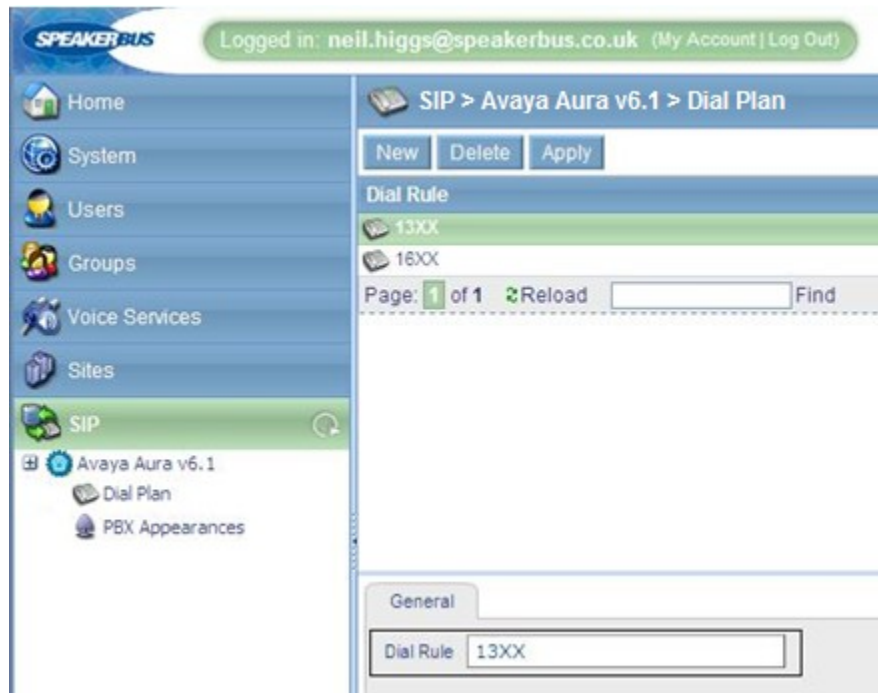 SPEAKERBUS
Logged in: neil.higgs@speakerbus.co.uk (My Account | Log Out)
Home
System
Users
Groups
Voice Services
Sites
SIP
Avaya Aura v6.1
Dial Plan
PBX Appearances
SIP > Avaya Aura v6.1 > Dial Plan
New Delete Apply
Dial Rule
13XX
16XX
Page: 1 of 1 Reload Find
General
Dial Rule 13XX